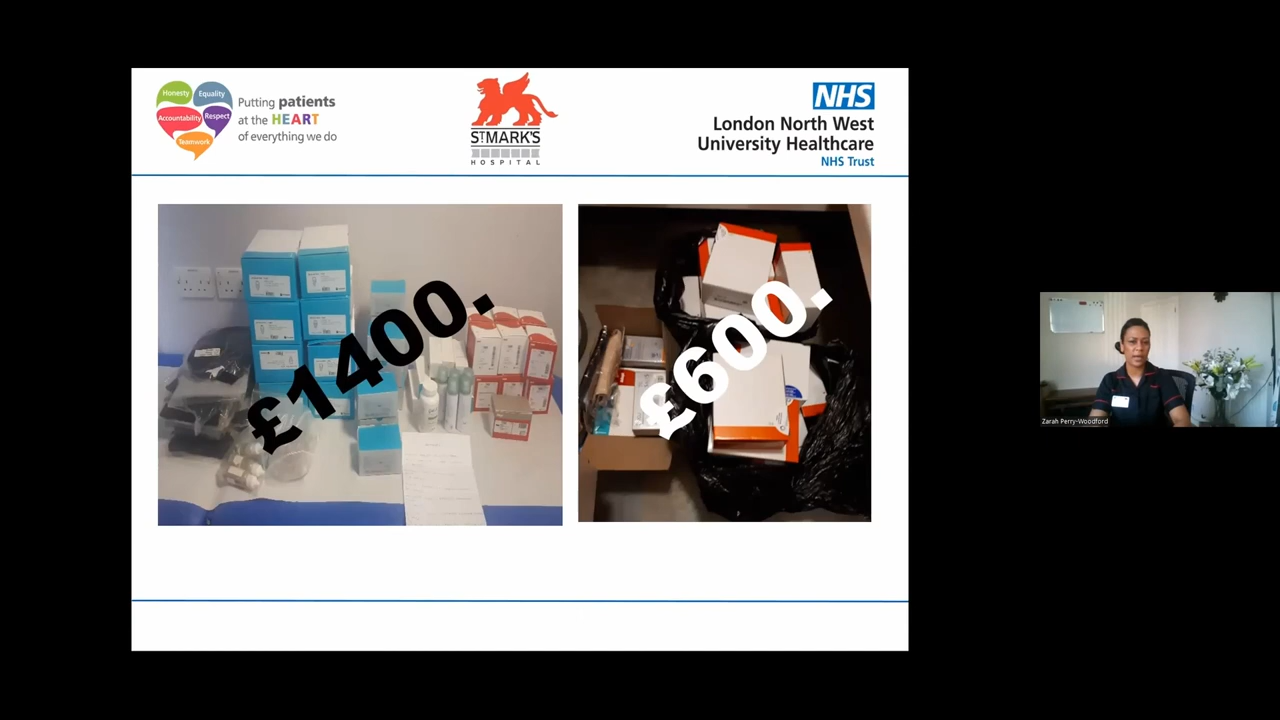 Honesty
Equality
Accountability
Respect
Teamwork
Putting patients
at the HEART
of everything we do
ST MARK'S
HOSPITAL
NHS
London North West
University Healthcare
NHS Trust
£1400.
£600.
Zarah Perry-Woodford